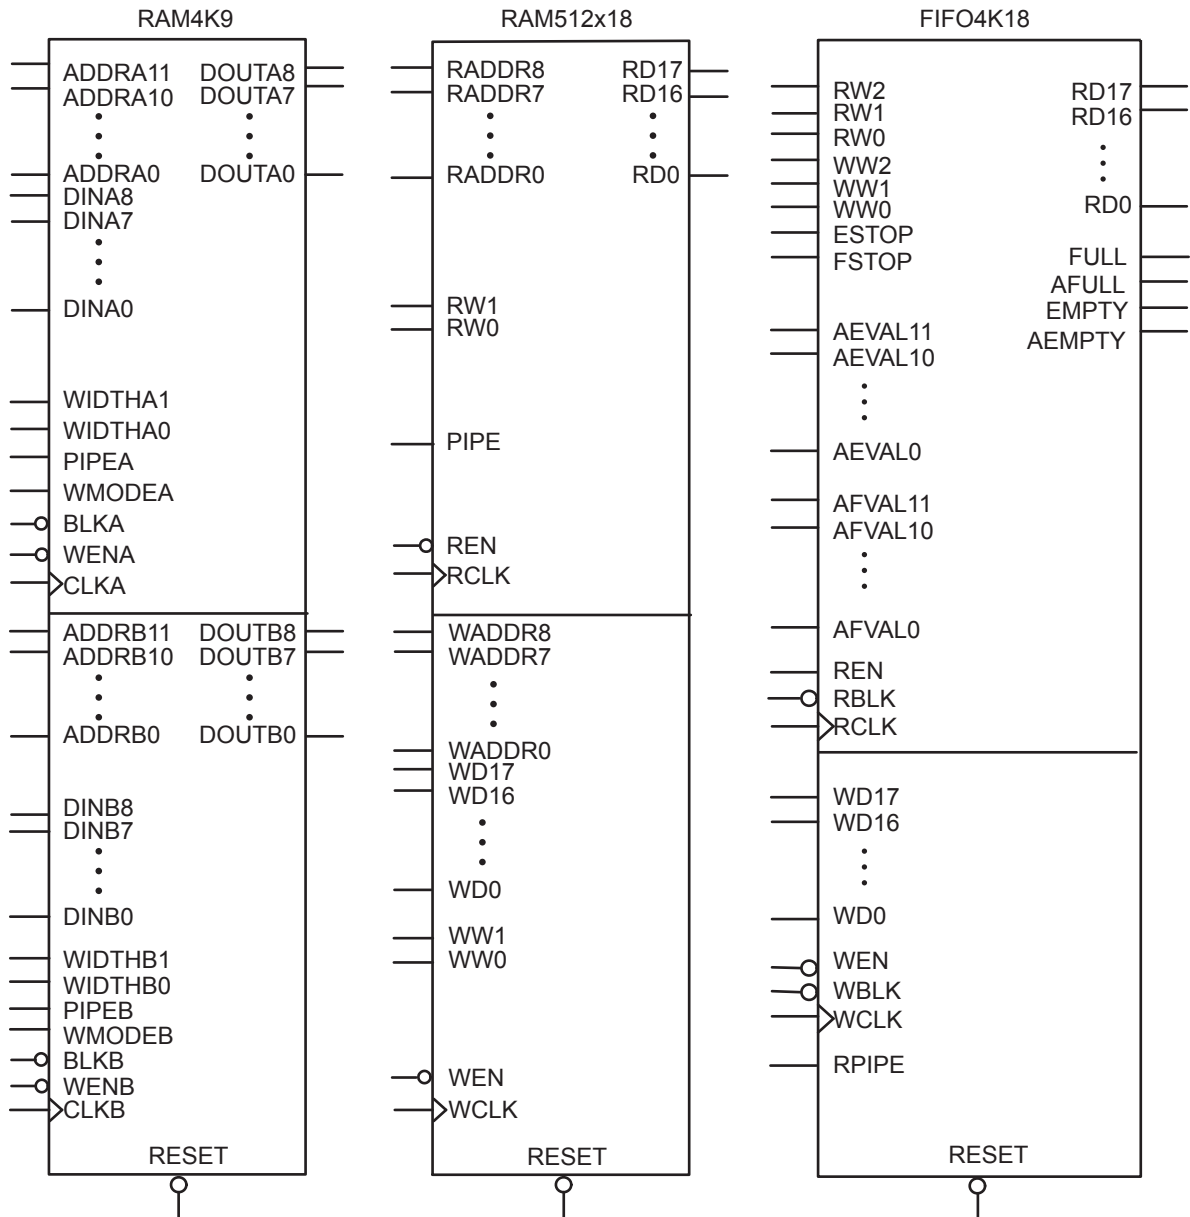 RAM4K9
ADDRA11 DOUTA8
ADDRA10 DOUTA7
ADDRA0 DOUTA0
DINA8
DINA7
DINA0
WIDTHA1
WIDTHA0
PIPEA
WMODEA
BLKA
WENA
CLKA
ADDRB11 DOUTB8
ADDRB10 DOUTB7
ADDRB0 DOUTB0
DINB8
DINB7
DINB0
WIDTHB1
WIDTHB0
PIPEB
WMODEB
BLKB
WENB
CLKB
RESET
RAM512x18
RADDR8 RD17
RADDR7 RD16
RADDR0 RD0
RW1
RW0
PIPE
REN
RCLK
WADDR8
WADDR7
WADDR0
WD17
WD16
WD0
WW1
WW0
WEN
WCLK
RESET
FIFO4K18
RW2 RD17
RW1 RD16
RW0
WW2
WW1
WW0 RD0
ESTOP
FSTOP FULL
AFULL
EMPTY
AEVAL11 AEMPTY
AEVAL10
AEVAL0
AFVAL11
AFVAL10
AFVAL0
REN
RBLK
RCLK
WD17
WD16
WD0
WEN
WBLK
WCLK
RPIPE
RESET